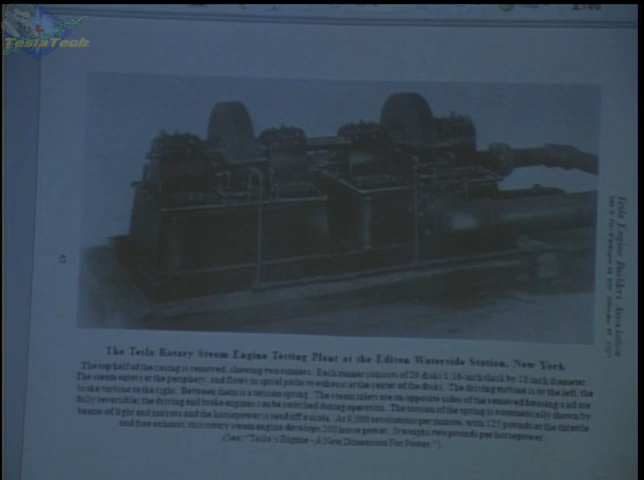 TeslaTech
Tesla Engine Builders Association
The Tesla Rotary Steam Engine Testing Plant at the Edison Waterside Station, New York
The top half of the casing is removed, showing two runners. Each runner consists of 29 disks 1/16-inch thick by 18 inch diameter.
The steam enters at the periphery, and flows in spiral paths to exhaust at the center of the disks. The driving turbine is to the left, the
brake turbine to the right. Between them is a torsion spring. The steam inlets are on opposite sides of the removed housing and are
fully reversible; the driving and brake engines can be switched during operation. The torsion of the spring is automatically shown by
beams of light and mirrors and the horsepower is read off a scale. At 9,000 revolutions per minute, with 125 pounds at the throttle
and free exhaust, this rotary steam engine develops 200 horse power. It weighs two pounds per horsepower.
(See: "Tesla's Engine - A New Dimension For Power.")